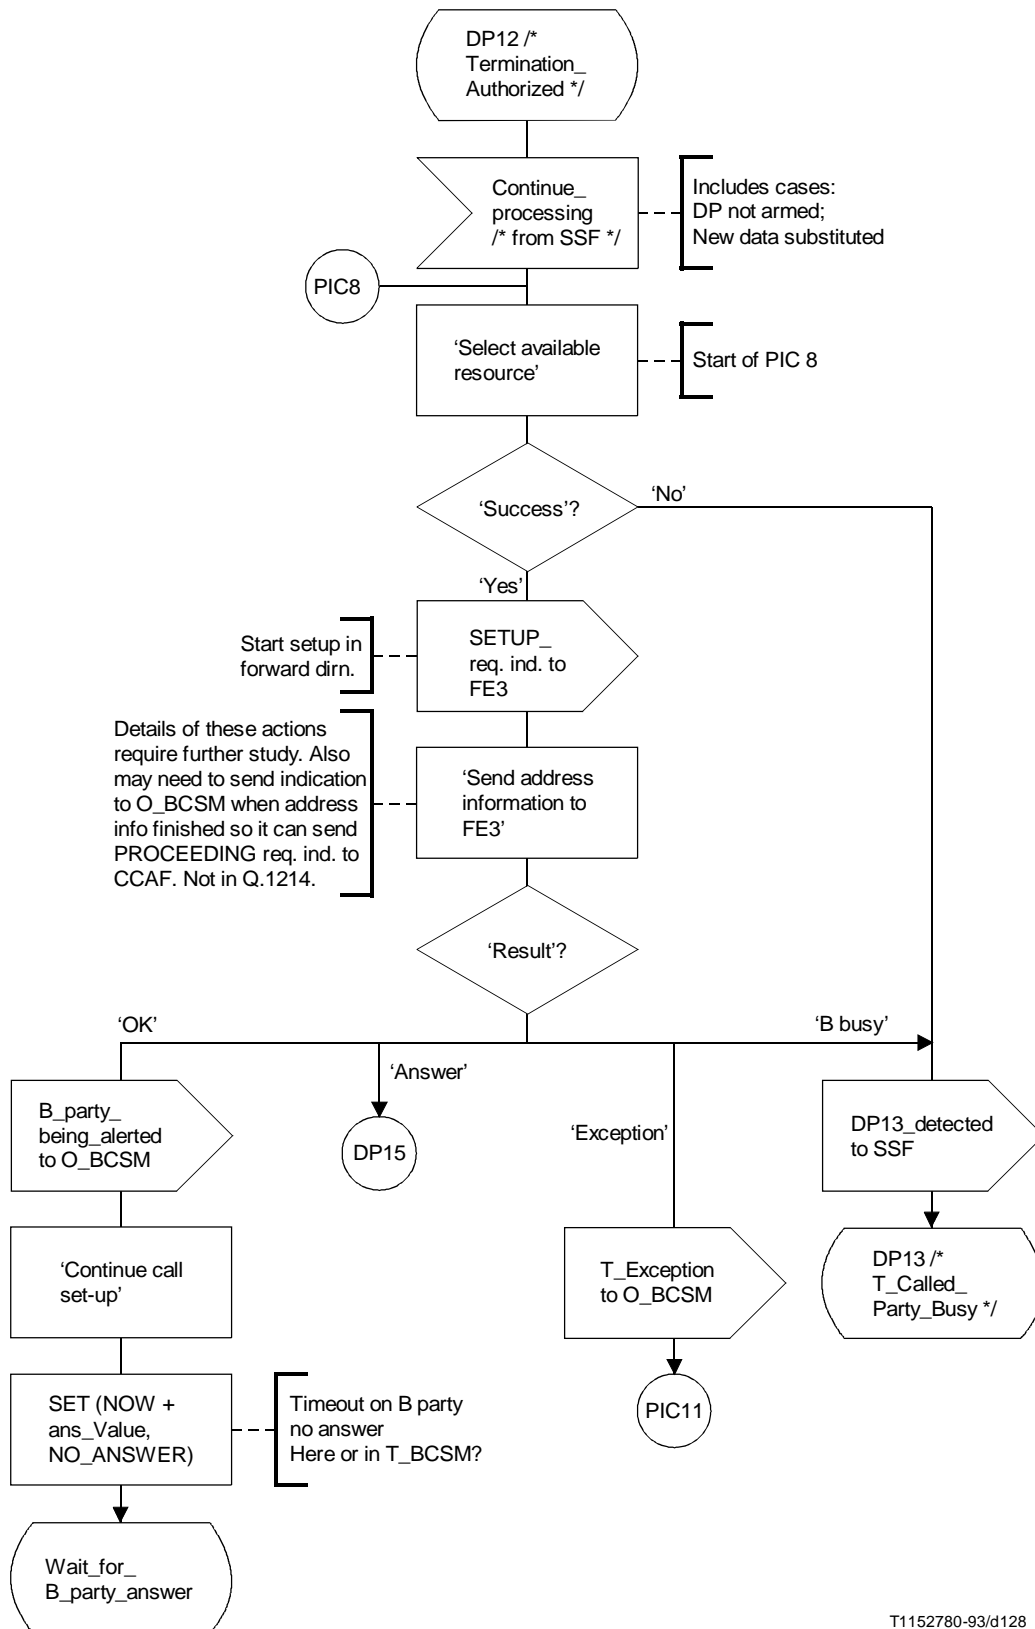 DP12 /*
Termination_
Authorized */
Continue_
processing
/* from SSF */
Includes cases:
DP not armed;
New data substituted
PIC8
‘Select available
resource’
Start of PIC 8
‘Success’?
‘No’
‘Yes’
Start setup in
forward dirn.
SETUP_
req. ind. to
FE3
Details of these actions
require further study. Also
may need to send indication
to O_BCSM when address
info finished so it can send
PROCEEDING req. ind. to
CCAF. Not in Q.1214.
‘Send address
information to
FE3’
‘Result’?
‘OK’
‘Answer’
‘Exception’
‘B busy’
B_party_
being_alerted
to O_BCSM
DP15
DP13_detected
to SSF
‘Continue call
set-up’
T_Exception
to O_BCSM
DP13 /*
T_Called_
Party_Busy */
SET (NOW +
ans_Value,
NO_ANSWER)
Timeout on B party
no answer
Here or in T_BCSM?
PIC11
Wait_for_
B_party_answer
T1152780-93/d128